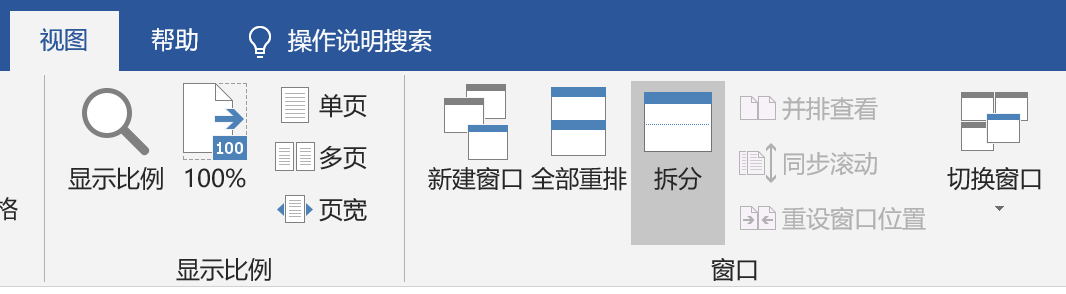 视图 帮助 操作说明搜索
格
显示比例
100
100%
单页
多页
页宽
显示比例
新建窗口
全部重排
拆分
并排查看
同步滚动
重设窗口位置
切换窗口
窗口